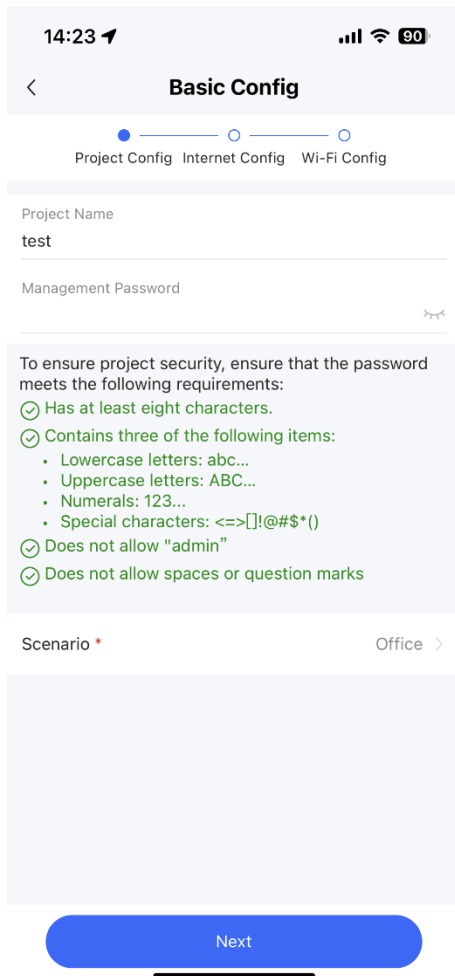 14:23
90
Basic Config
Project Config Internet Config Wi-Fi Config
Project Name
test
Management Password
To ensure project security, ensure that the password
meets the following requirements:
Has at least eight characters.
Contains three of the following items:
• Lowercase letters: abc...
• Uppercase letters: ABC...
• Numerals: 123...
• Special characters: <=>[]!@#$*()
Does not allow "admin”
Does not allow spaces or question marks
Scenario * Office
Next